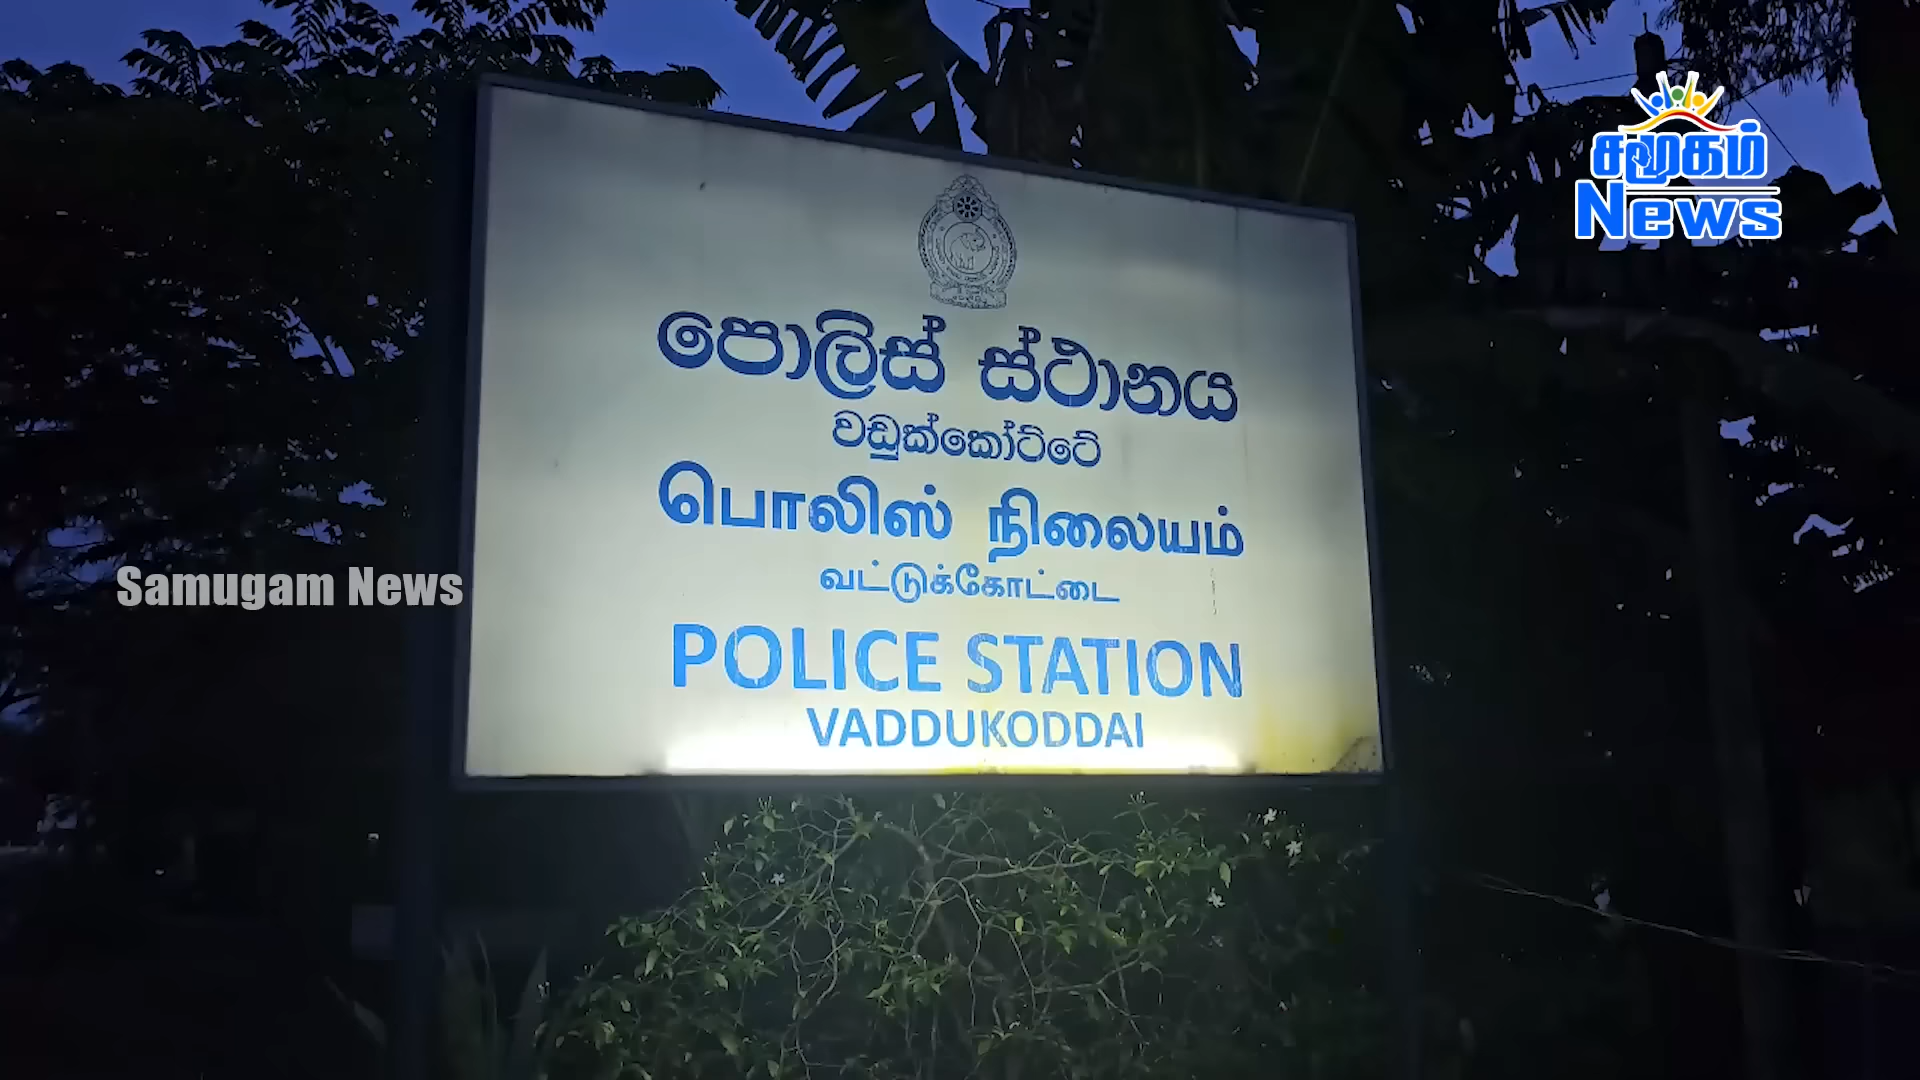 සමූகம්
News
පොලිස් ස්ථානය
වඩුක්කෝට්ටේ
பொலிஸ் நிலையம்
வட்டுக்கோட்டை
Samugam News
POLICE STATION
VADDUKODDAI